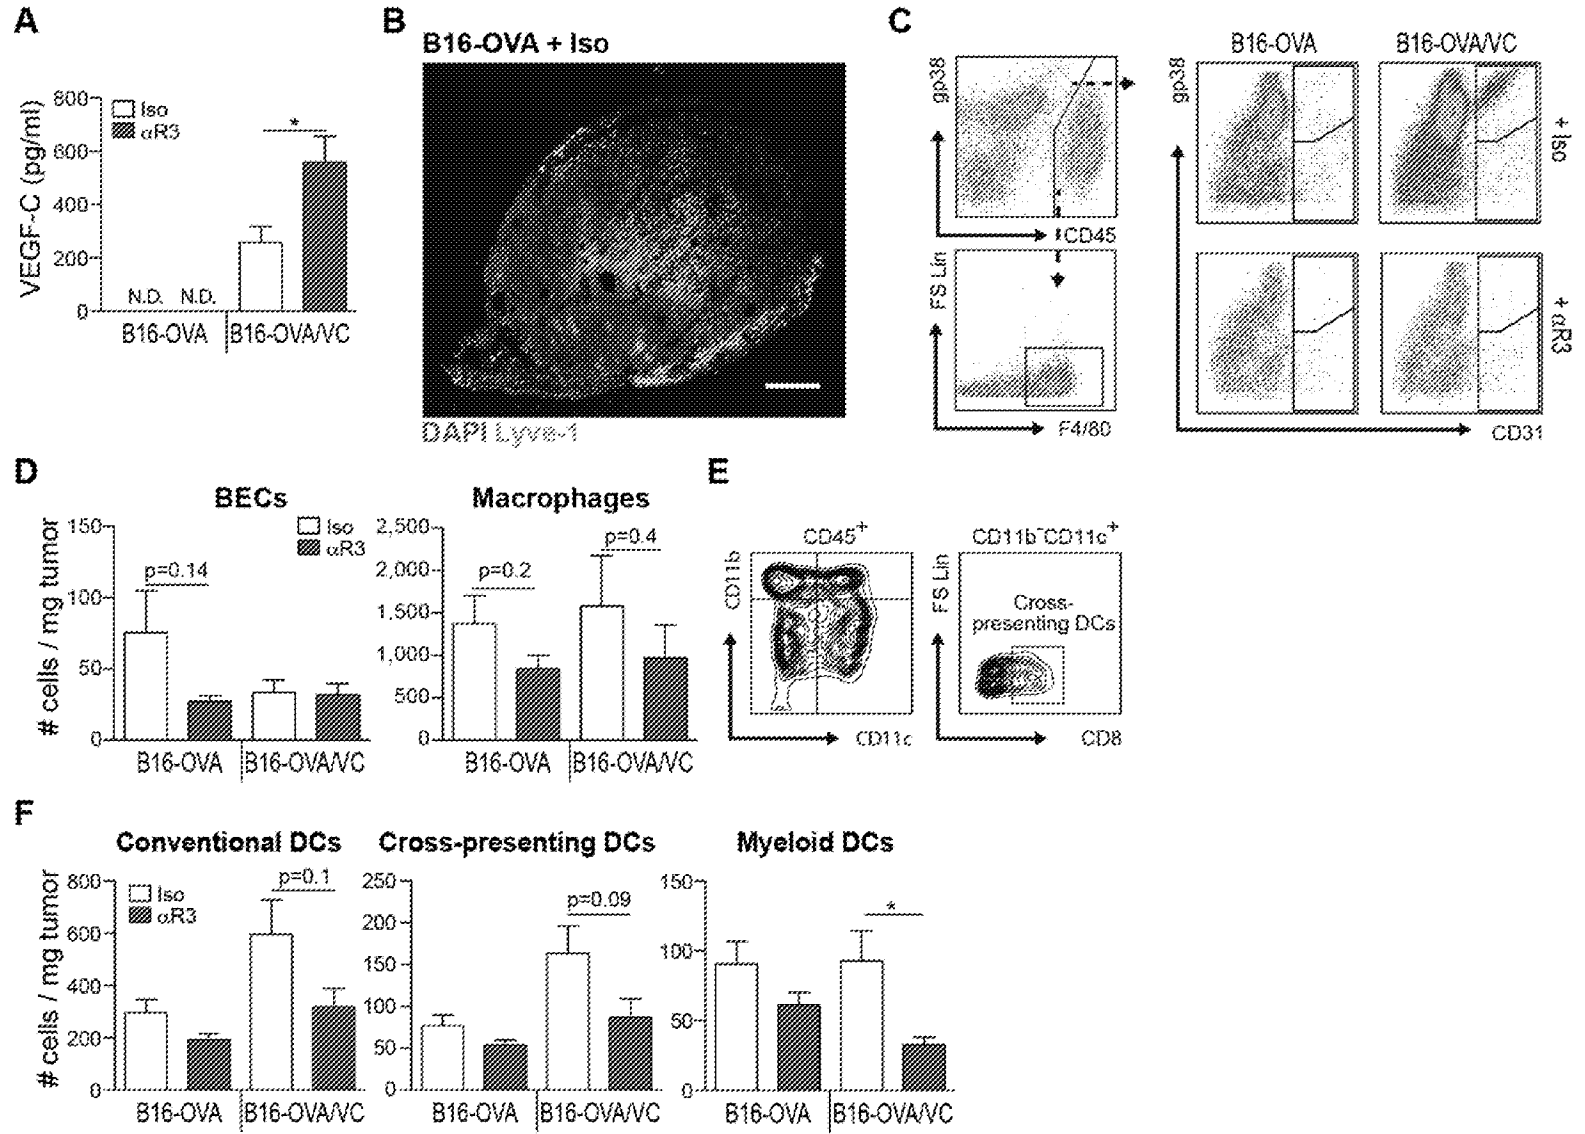 A
VEGF-C (pg/ml)
800
600
400
200
0
Iso
αR3
*
N.D. N.D.
B16-OVA B16-OVA/VC
B
B16-OVA + Iso
DAPI Lyve-1
C
gp38
CD45
FS Lin
F4/80
B16-OVA B16-OVA/VC
gp38
+ Iso
+ αR3
CD31
D
BECs
# cells / mg tumor
150
100
50
0
Iso
αR3
p=0.14
B16-OVA B16-OVA/VC
Macrophages
2,500
2,000
1,500
1,000
500
0
p=0.2
p=0.4
B16-OVA B16-OVA/VC
E
CD45+
CD11b
CD11c
CD11b-CD11c+
FS Lin
Cross-
presenting DCs
CD8
F
Conventional DCs
# cells / mg tumor
800
600
400
200
0
Iso
αR3
p=0.1
B16-OVA B16-OVA/VC
Cross-presenting DCs
250
200
150
100
50
0
p=0.09
B16-OVA B16-OVA/VC
Myeloid DCs
150
100
50
0
*
B16-OVA B16-OVA/VC